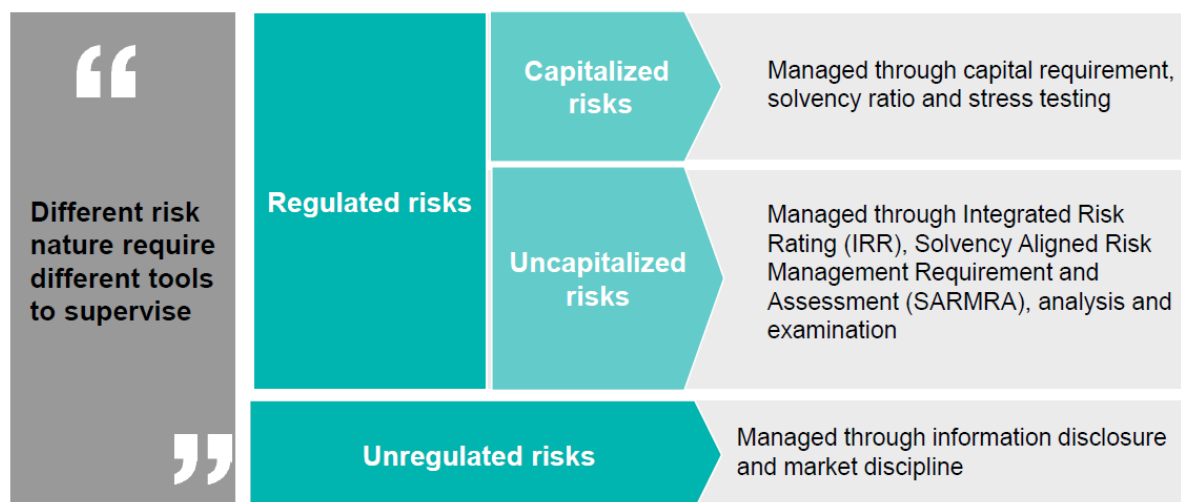 “
Different risk
nature require
different tools
to supervise
”
Regulated risks
Capitalized
risks
Managed through capital requirement,
solvency ratio and stress testing
Uncapitalized
risks
Managed through Integrated Risk
Rating (IRR), Solvency Aligned Risk
Management Requirement and
Assessment (SARMRA), analysis and
examination
Unregulated risks
Managed through information disclosure
and market discipline